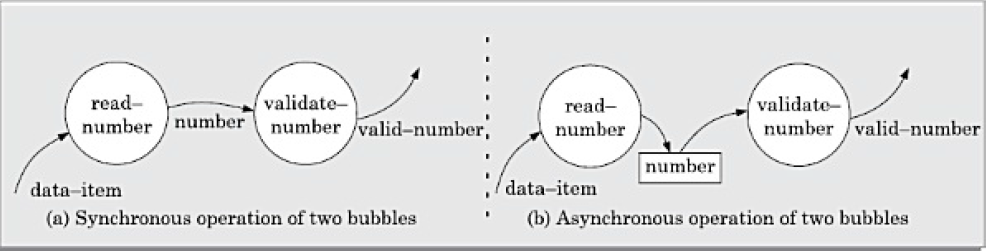 read–
number
number
validate–
number
valid–number
data–item
(a) Synchronous operation of two bubbles
read–
number
number
validate–
number
valid–number
data–item
(b) Asynchronous operation of two bubbles